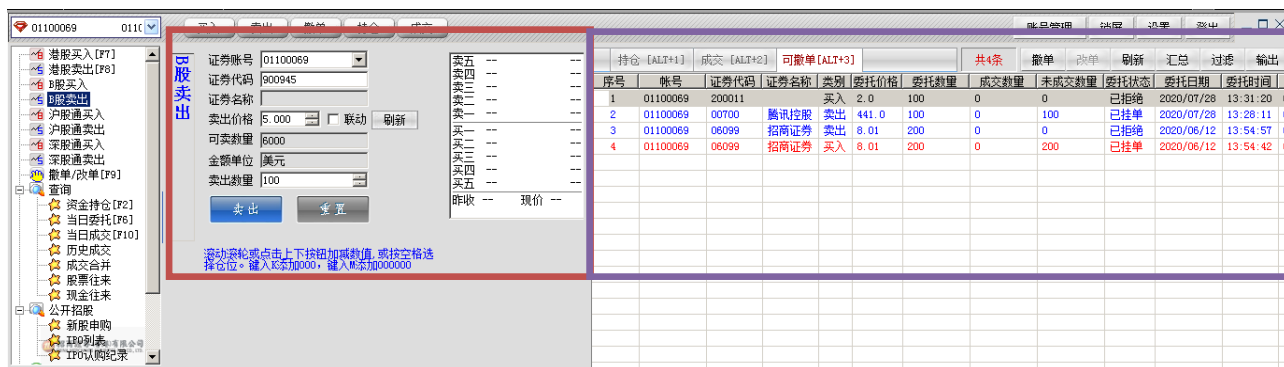 01100069 0110
买入 卖出 撤单 持仓 成交
账号管理 锁屏 设置 登出
港股买入[F7]
港股卖出[F8]
B股买入
B股卖出
沪股通买入
沪股通卖出
深股通买入
深股通卖出
撤单/改单[F9]
查询
资金持仓[F2]
当日委托[F6]
当日成交[F10]
历史成交
成交合并
股票往来
现金往来
公开招股
新股申购
IPO列表
IPO认购纪录
B股卖出
证券账号 01100069
证券代码 900945
证券名称
卖出价格 5.000 联动 刷新
可卖数量 6000
金额单位 美元
卖出数量 100
卖出 重置
滚动滚轮或点击上下按钮加减数值,或按空格选
择仓位。键入K添加000，键入M添加000000
卖五 -- --
卖四 -- --
卖三 -- --
卖二 -- --
卖一 -- --
买一 -- --
买二 -- --
买三 -- --
买四 -- --
买五 -- --
昨收 -- 现价 --
持仓 [ALT+1] 成交 [ALT+2] 可撤单[ALT+3] 共4条 撤单 改单 刷新 汇总 过滤 输出
序号 帐号 证券代码 证券名称 类别 委托价格 委托数量 成交数量 未成交数量 委托状态 委托日期 委托时间
1 01100069 200011 买入 2.0 100 0 0 已拒绝 2020/07/28 13:31:20
2 01100069 00700 腾讯控股 卖出 441.0 100 0 100 已挂单 2020/07/28 13:28:11
3 01100069 06099 招商证券 卖出 8.01 200 0 0 已拒绝 2020/06/12 13:54:57
4 01100069 06099 招商证券 买入 8.01 200 0 200 已挂单 2020/06/12 13:54:42